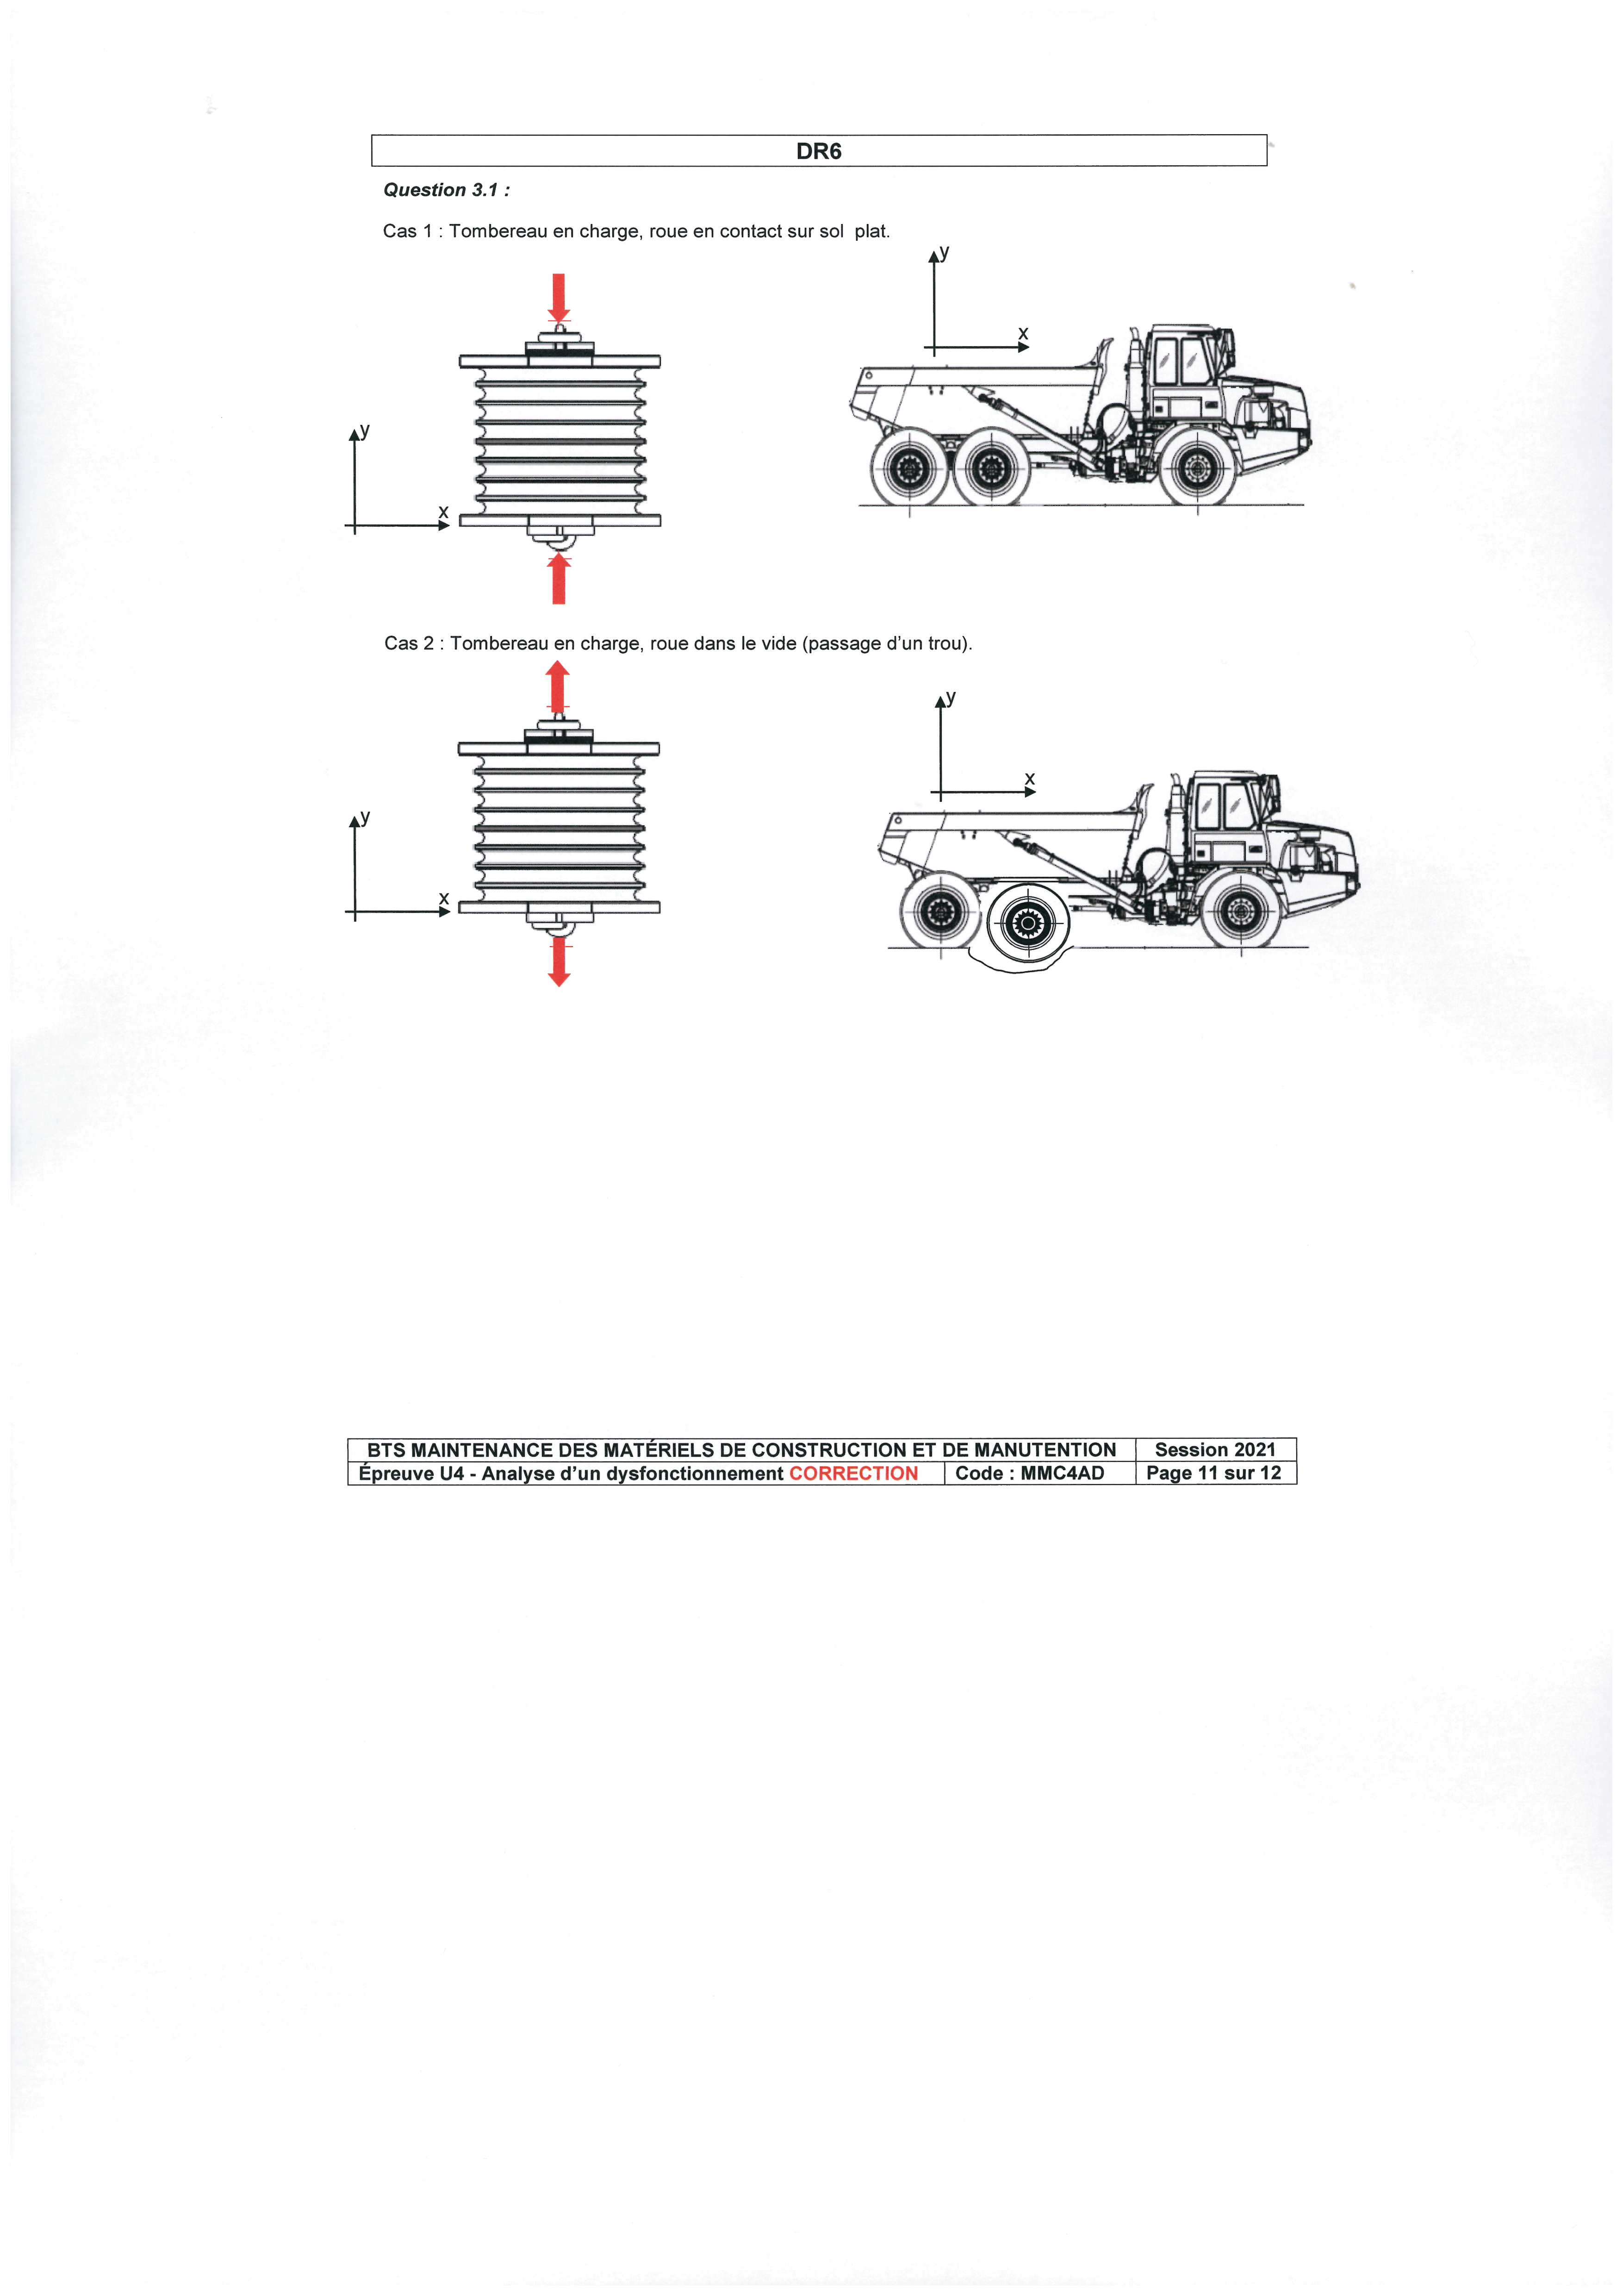 DR6
Question 3.1 :
Cas 1 : Tombereau en charge, roue en contact sur sol plat.
y
x
y
x
Cas 2 : Tombereau en charge, roue dans le vide (passage d'un trou).
y
x
y
x
BTS MAINTENANCE DES MATÉRIELS DE CONSTRUCTION ET DE MANUTENTION Session 2021
Épreuve U4 - Analyse d'un dysfonctionnement CORRECTION Code : MMC4AD Page 11 sur 12